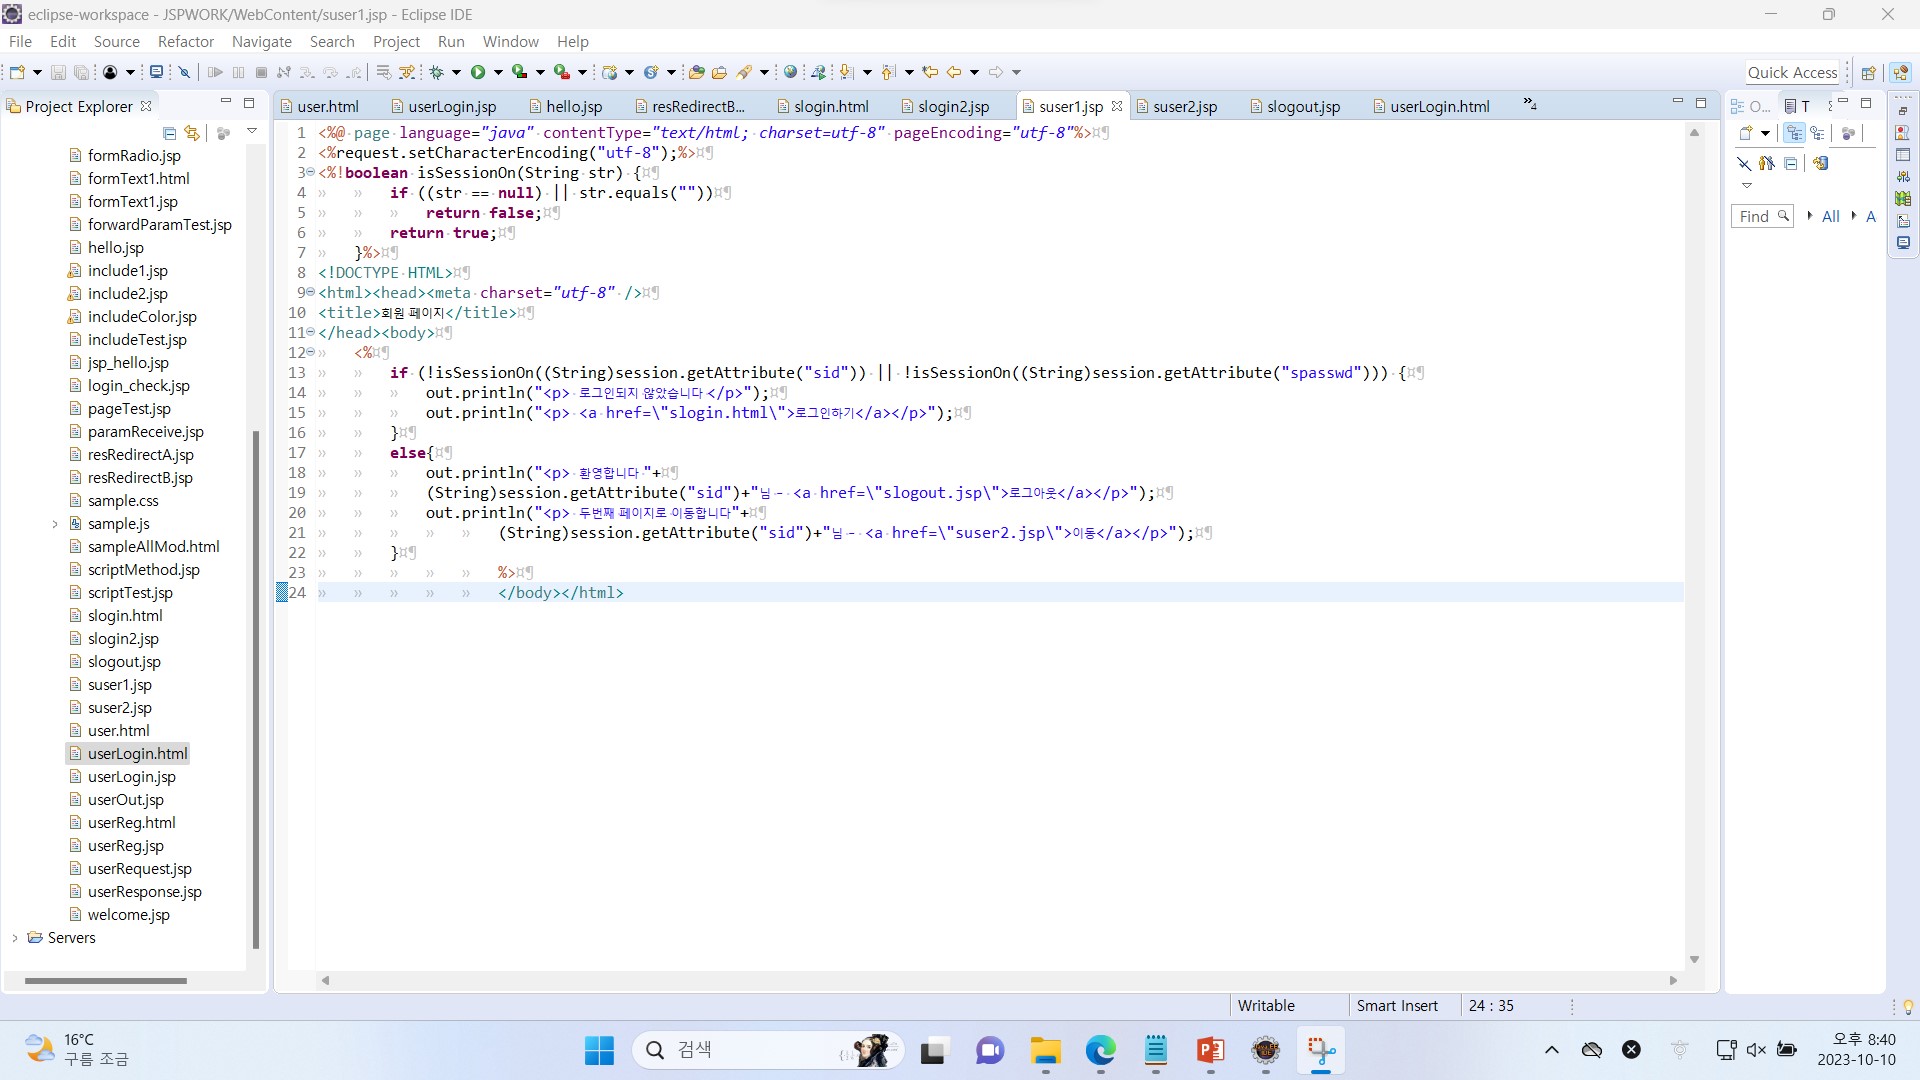 eclipse-workspace - JSPWORK/WebContent/suser1.jsp - Eclipse IDE
File Edit Source Refactor Navigate Search Project Run Window Help
Quick Access
Project Explorer
user.html userLogin.jsp hello.jsp resRedirectB... slogin.html slogin2.jsp suser1.jsp suser2.jsp slogout.jsp userLogin.html »4
O... T
formRadio.jsp
formText1.html
formText1.jsp
forwardParamTest.jsp
hello.jsp
include1.jsp
include2.jsp
includeColor.jsp
includeTest.jsp
jsp_hello.jsp
login_check.jsp
pageTest.jsp
paramReceive.jsp
resRedirectA.jsp
resRedirectB.jsp
sample.css
sample.js
sampleAllMod.html
scriptMethod.jsp
scriptTest.jsp
slogin.html
slogin2.jsp
slogout.jsp
suser1.jsp
suser2.jsp
user.html
userLogin.html
userLogin.jsp
userOut.jsp
userReg.html
userReg.jsp
userRequest.jsp
userResponse.jsp
welcome.jsp
Servers
1 <%@ page language="java" contentType="text/html; charset=utf-8" pageEncoding="utf-8"%>¤¶
2 <%request.setCharacterEncoding("utf-8");%>¤¶
3 <%!boolean isSessionOn(String str) {¤¶
4 » » if ((str == null) || str.equals(""))¤¶
5 » » » return false;¤¶
6 » » return true;¤¶
7 » }%>¤¶
8 <!DOCTYPE HTML>¤¶
9 <html><head><meta charset="utf-8" />¤¶
10 <title>회원 페이지</title>¤¶
11 </head><body>¤¶
12 » <%¤¶
13 » » if (!isSessionOn((String)session.getAttribute("sid")) || !isSessionOn((String)session.getAttribute("spasswd"))) {¤¶
14 » » » out.println("<p> 로그인되지 않았습니다 </p>");¤¶
15 » » » out.println("<p> <a href=\"slogin.html\">로그인하기</a></p>");¤¶
16 » » }¤¶
17 » » else{¤¶
18 » » » out.println("<p> 환영합니다 "+¤¶
19 » » » (String)session.getAttribute("sid")+"님 - <a href=\"slogout.jsp\">로그아웃</a></p>");¤¶
20 » » » out.println("<p> 두번째 페이지로 이동합니다"+¤¶
21 » » » » » (String)session.getAttribute("sid")+"님 - <a href=\"suser2.jsp\">이동</a></p>");¤¶
22 » » }¤¶
23 » » » » » %>¤¶
24 » » » » » </body></html>
Find All A
Writable Smart Insert 24 : 35
16°C
구름 조금
검색
오후 8:40
2023-10-10